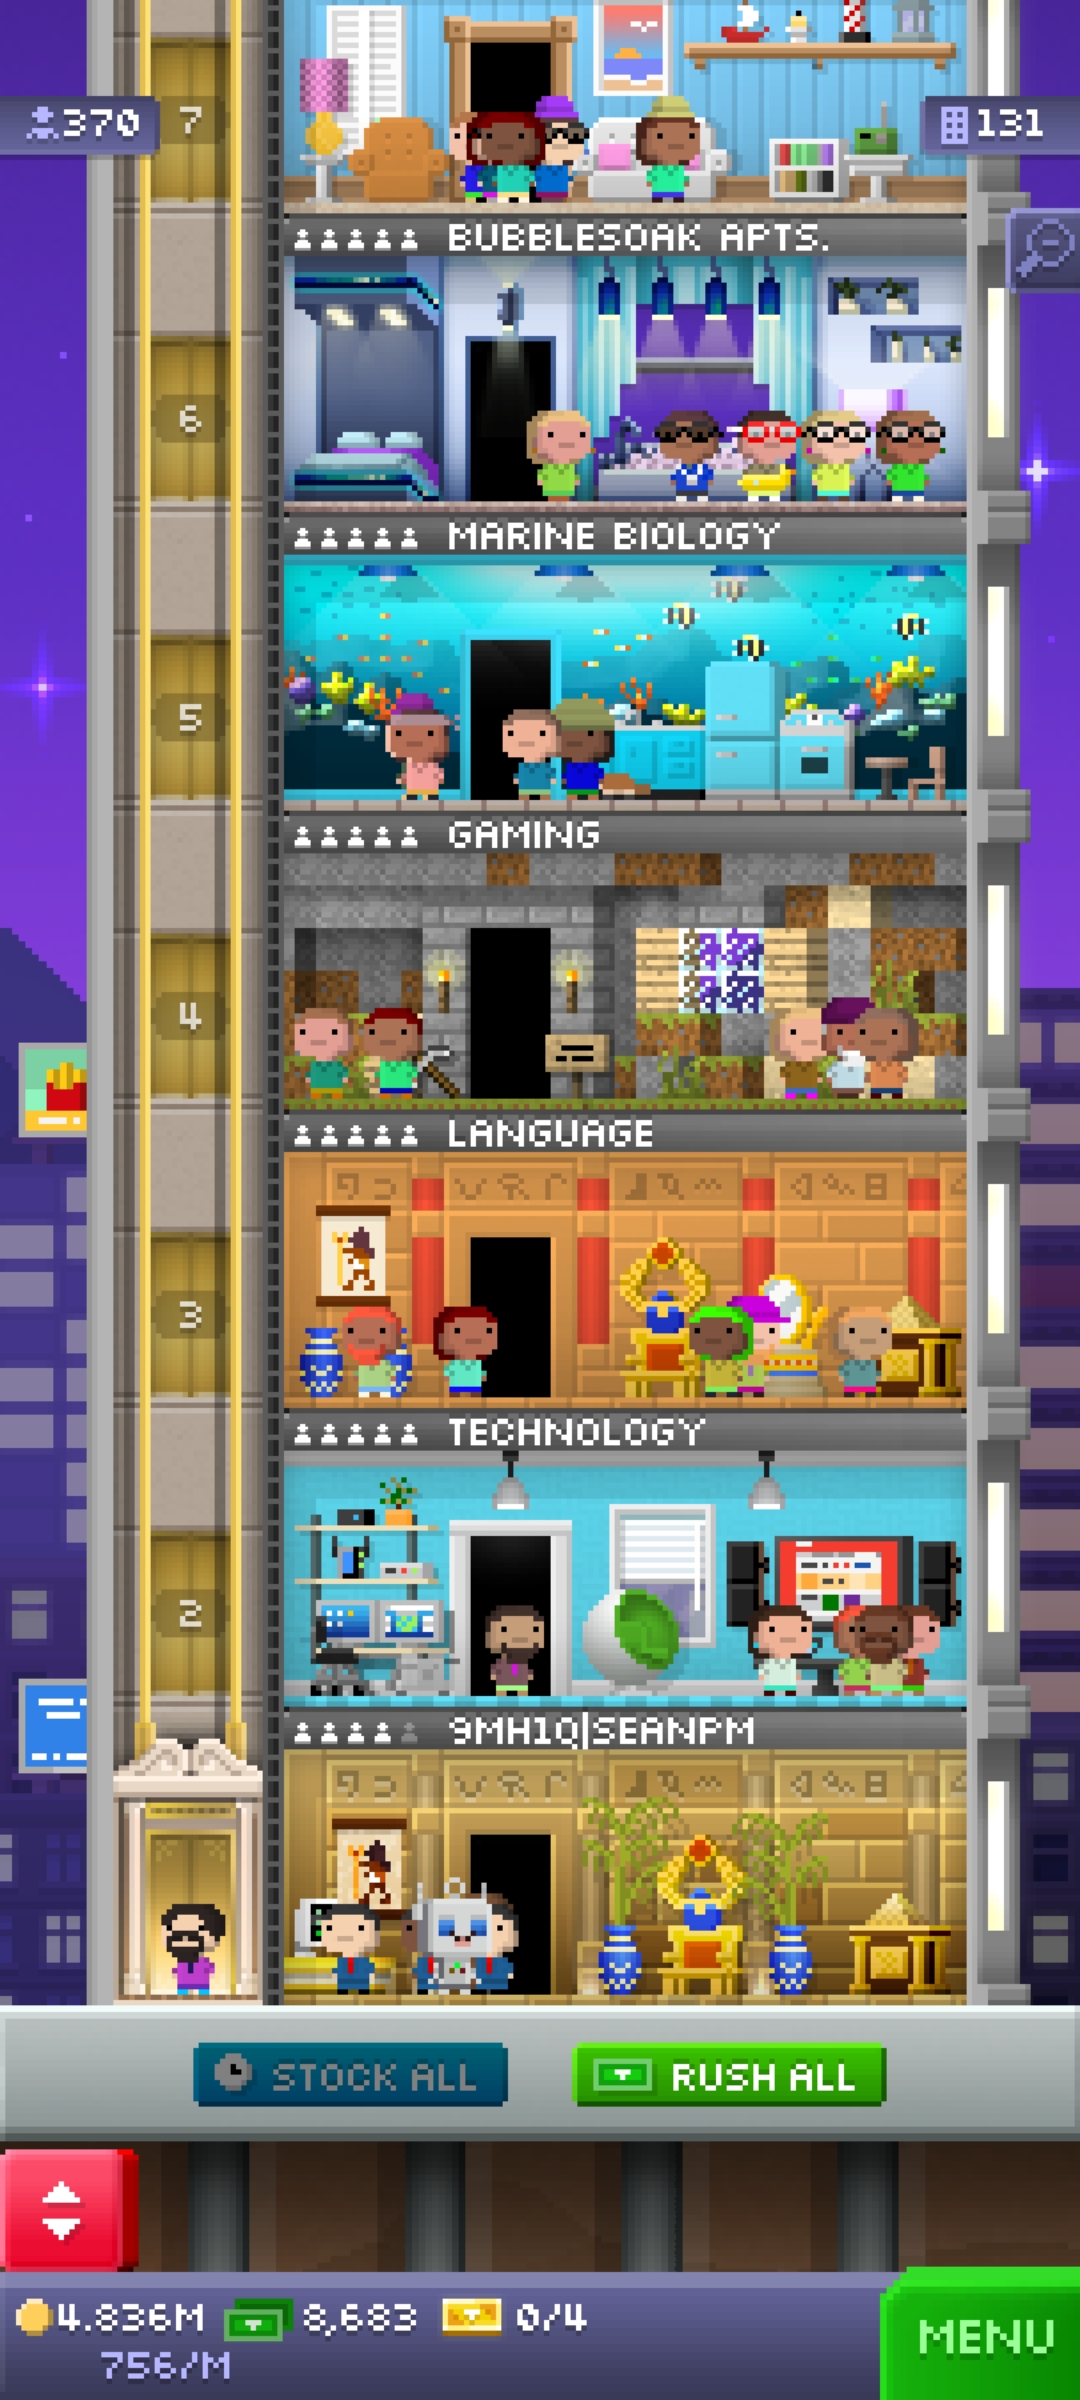 370
7
131
BUBBLESOAK APTS.
6
MARINE BIOLOGY
5
GAMING
4
LANGUAGE
3
TECHNOLOGY
2
9MH1Q|SEANPM
STOCK ALL
RUSH ALL
4.836M
8,683
0/4
MENU
756/M